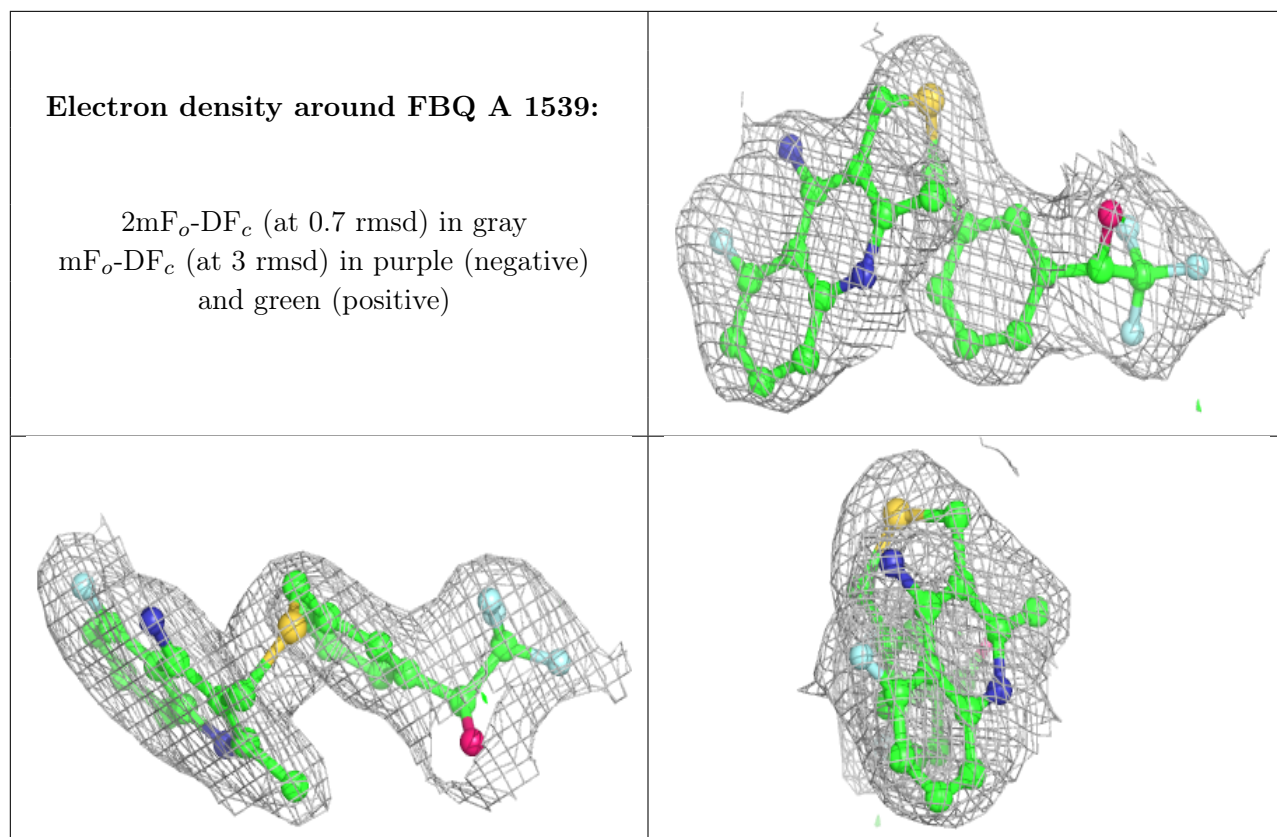 Electron density around FBQ A 1539:
2mFo-DFc (at 0.7 rmsd) in gray
mFo-DFc (at 3 rmsd) in purple (negative)
and green (positive)